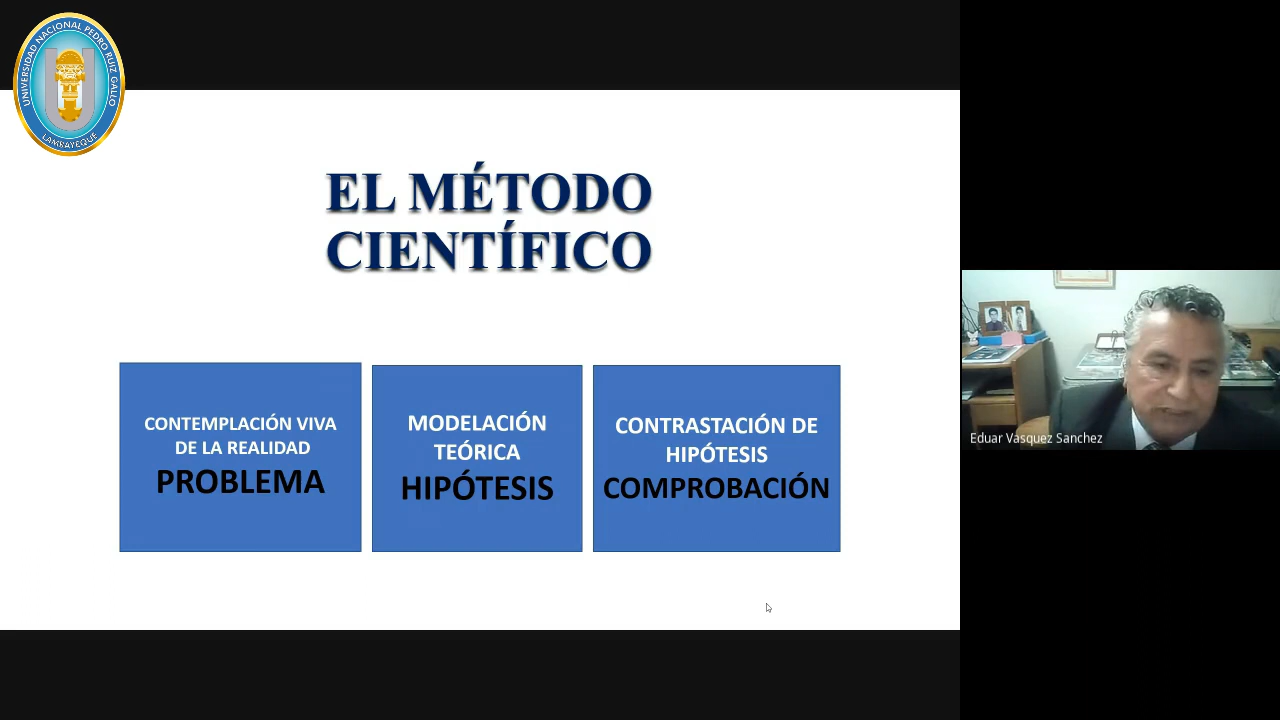 UNIVERSIDAD NACIONAL PEDRO RUIZ GALLO
LAMBAYEQUE
EL MÉTODO
CIENTÍFICO
CONTEMPLACIÓN VIVA
DE LA REALIDAD
PROBLEMA
MODELACIÓN
TEÓRICA
HIPÓTESIS
CONTRASTACIÓN DE
HIPÓTESIS
COMPROBACIÓN
Eduar Vasquez Sanchez